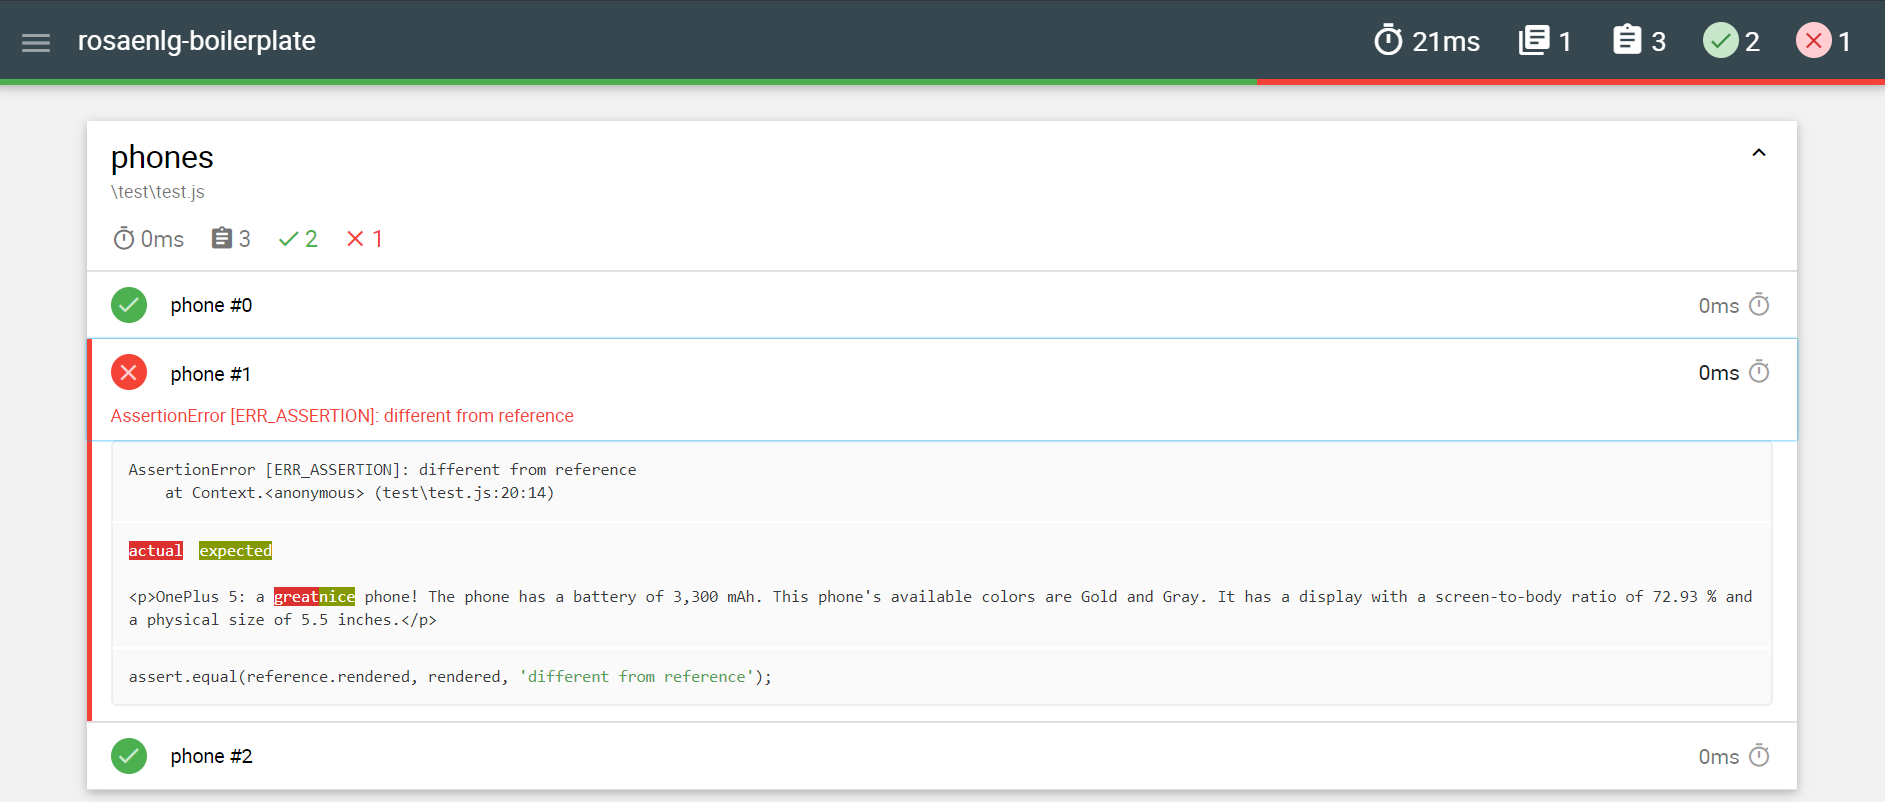 rosaenlg-boilerplate
21ms 1 3 2 1
phones
\test\test.js
0ms 3 2 1
phone #0 0ms
phone #1 0ms
AssertionError [ERR_ASSERTION]: different from reference
AssertionError [ERR_ASSERTION]: different from reference
    at Context.<anonymous> (test\test.js:20:14)
actual expected
<p>OnePlus 5: a greatnice phone! The phone has a battery of 3,300 mAh. This phone's available colors are Gold and Gray. It has a display with a screen-to-body ratio of 72.93 % and
a physical size of 5.5 inches.</p>
assert.equal(reference.rendered, rendered, 'different from reference');
phone #2 0ms